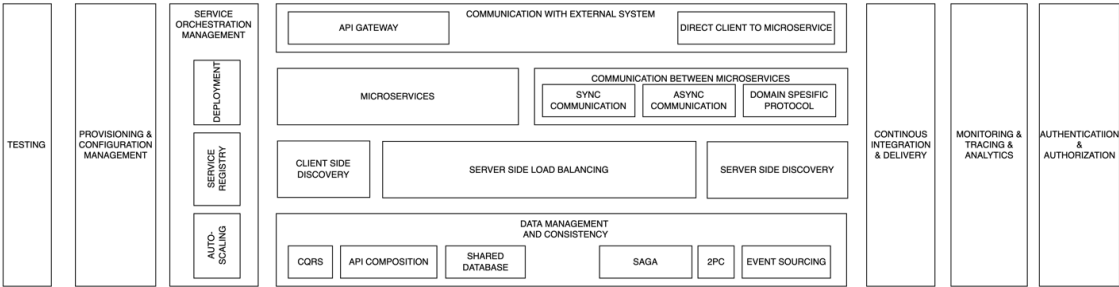 TESTING
PROVISIONING &
CONFIGURATION
MANAGEMENT
SERVICE
ORCHESTRATION
MANAGEMENT
DEPLOYMENT
SERVICE
REGISTRY
AUTO-
SCALING
COMMUNICATION WITH EXTERNAL SYSTEM
API GATEWAY
DIRECT CLIENT TO MICROSERVICE
MICROSERVICES
COMMUNICATION BETWEEN MICROSERVICES
SYNC
COMMUNICATION
ASYNC
COMMUNICATION
DOMAIN SPESIFIC
PROTOCOL
CLIENT SIDE
DISCOVERY
SERVER SIDE LOAD BALANCING
SERVER SIDE DISCOVERY
DATA MANAGEMENT
AND CONSISTENCY
CQRS
API COMPOSITION
SHARED
DATABASE
SAGA
2PC
EVENT SOURCING
CONTINOUS
INTEGRATION
& DELIVERY
MONITORING &
TRACING &
ANALYTICS
AUTHENTICATIION
&
AUTHORIZATION